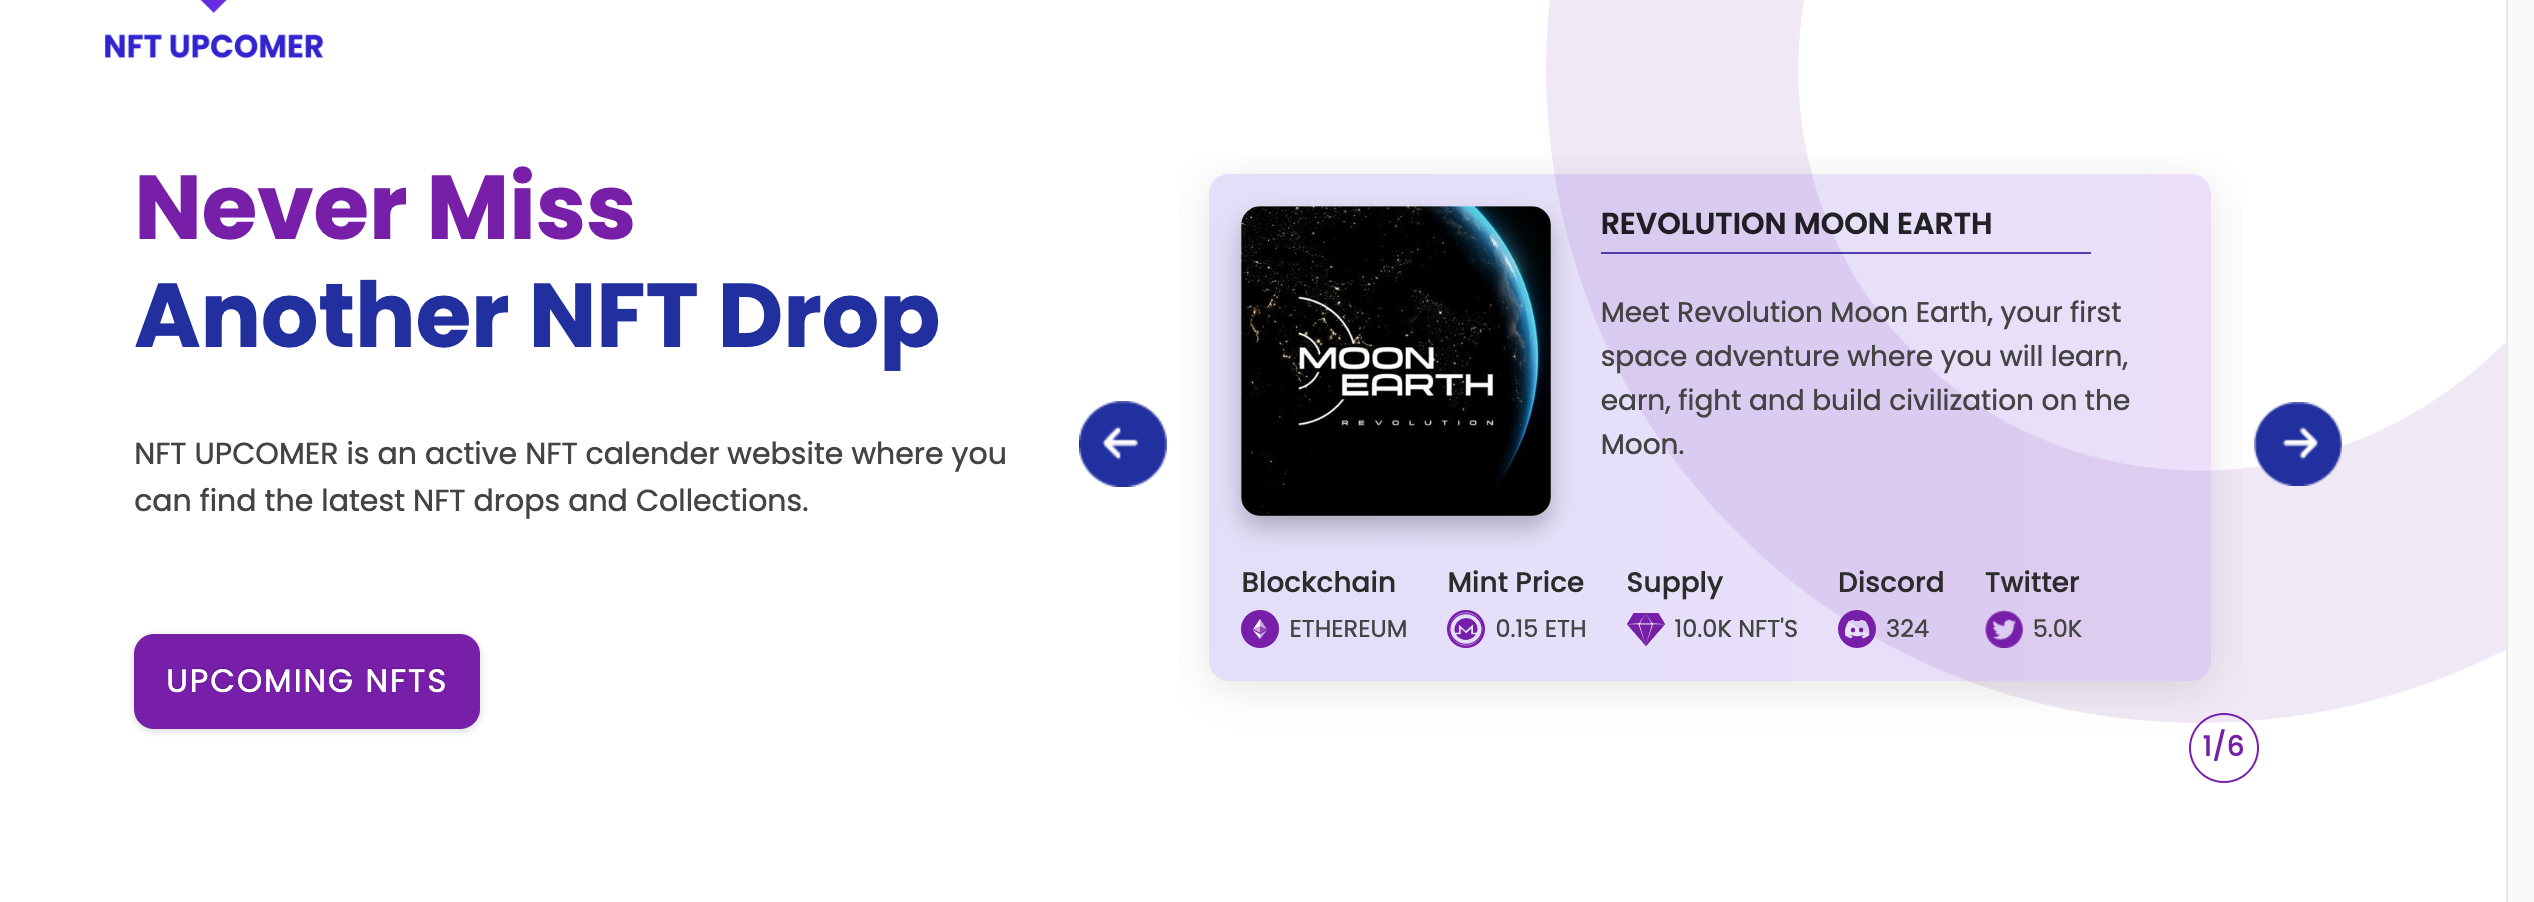 NFT UPCOMER
Never Miss
Another NFT Drop
NFT UPCOMER is an active NFT calender website where you
can find the latest NFT drops and Collections.
UPCOMING NFTS
MOON
EARTH
REVOLUTION
REVOLUTION MOON EARTH
Meet Revolution Moon Earth, your first
space adventure where you will learn,
earn, fight and build civilization on the
Moon.
Blockchain Mint Price Supply Discord Twitter
ETHEREUM 0.15 ETH 10.0K NFT'S 324 5.0K
1/6